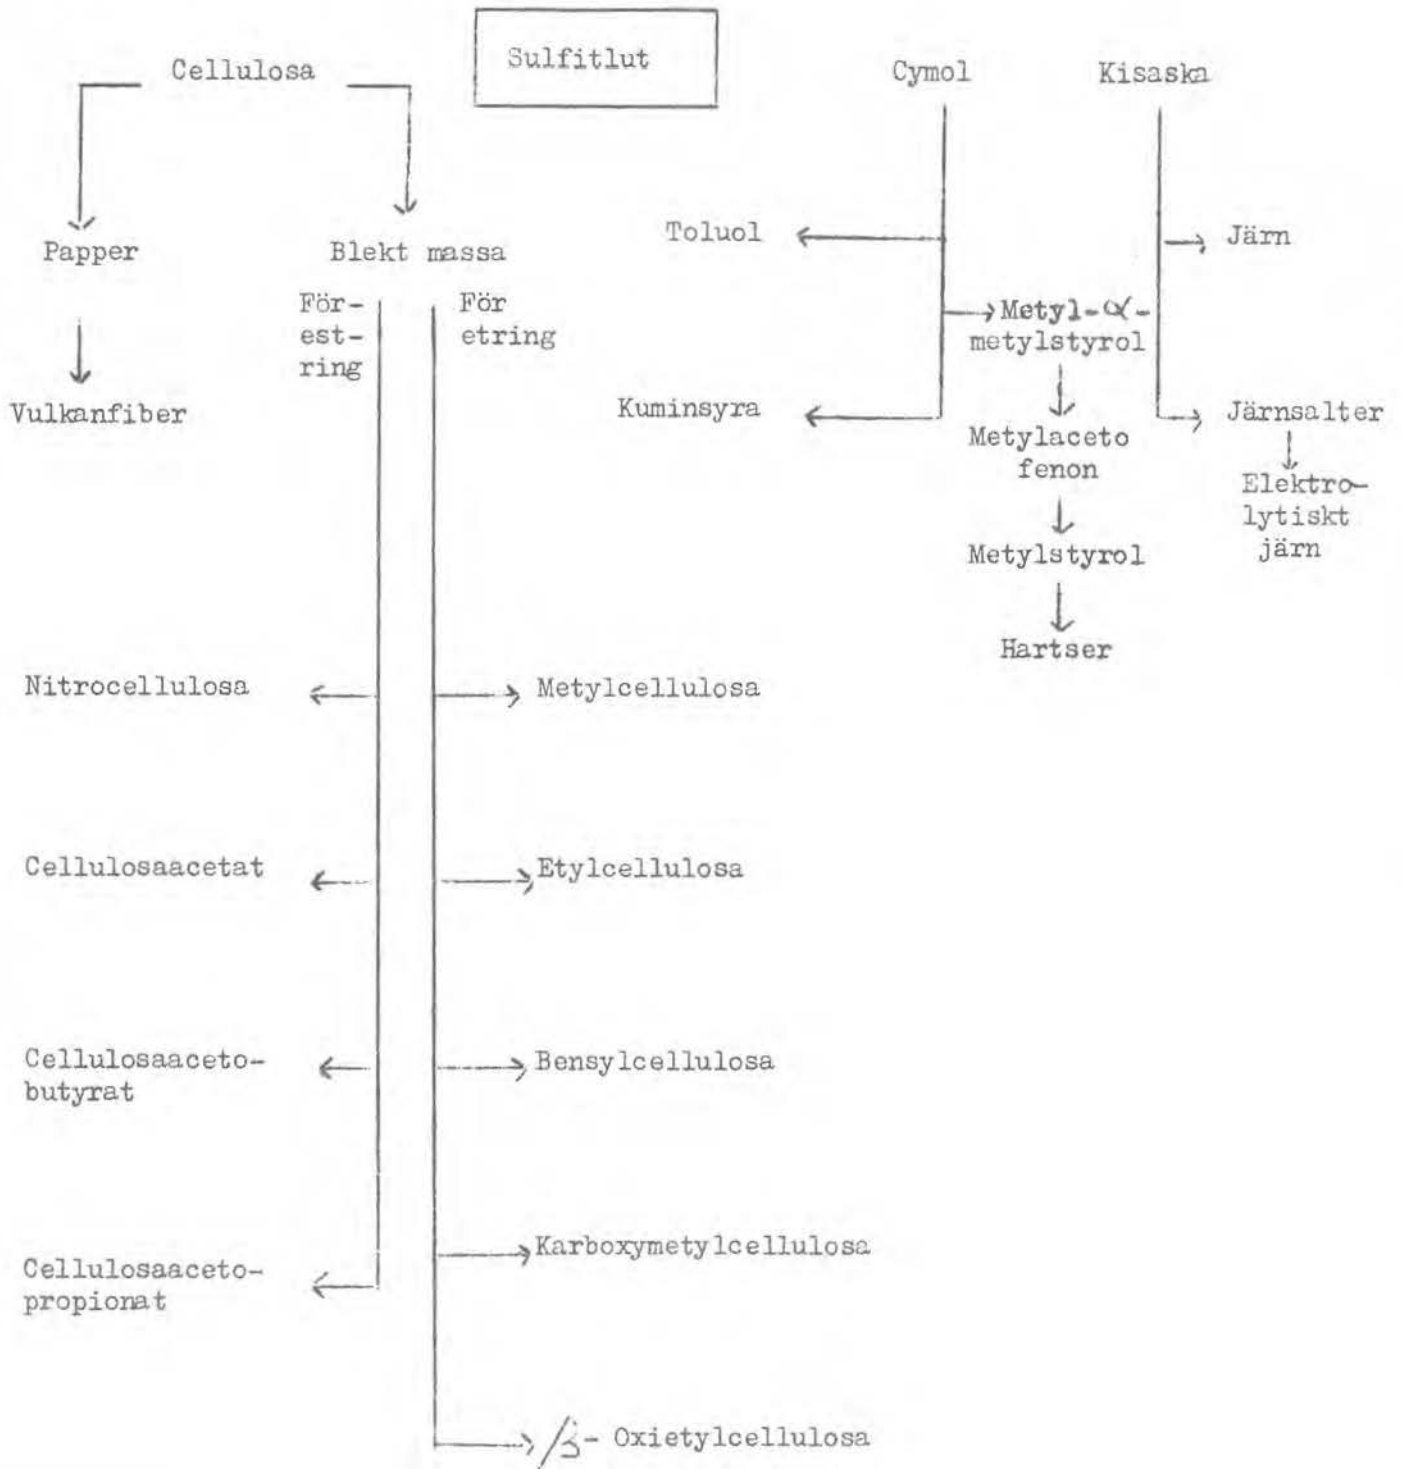 Cellulosa
Sulfitlut
Cymol
Kisaska
Papper
Blekt massa
Toluol
Järn
För-
est-
ring
För
etring
Metyl-α-
metylstyrol
Vulkanfiber
Kuminsyra
Metylaceto
fenon
Järnsalter
Elektro-
lytiskt
järn
Metylstyrol
Hartser
Nitrocellulosa
Metylcellulosa
Cellulosaacetat
Etylcellulosa
Cellulosaaceto-
butyrat
Bensylcellulosa
Cellulosaaceto-
propionat
Karboxymetylcellulosa
β- Oxietylcellulosa